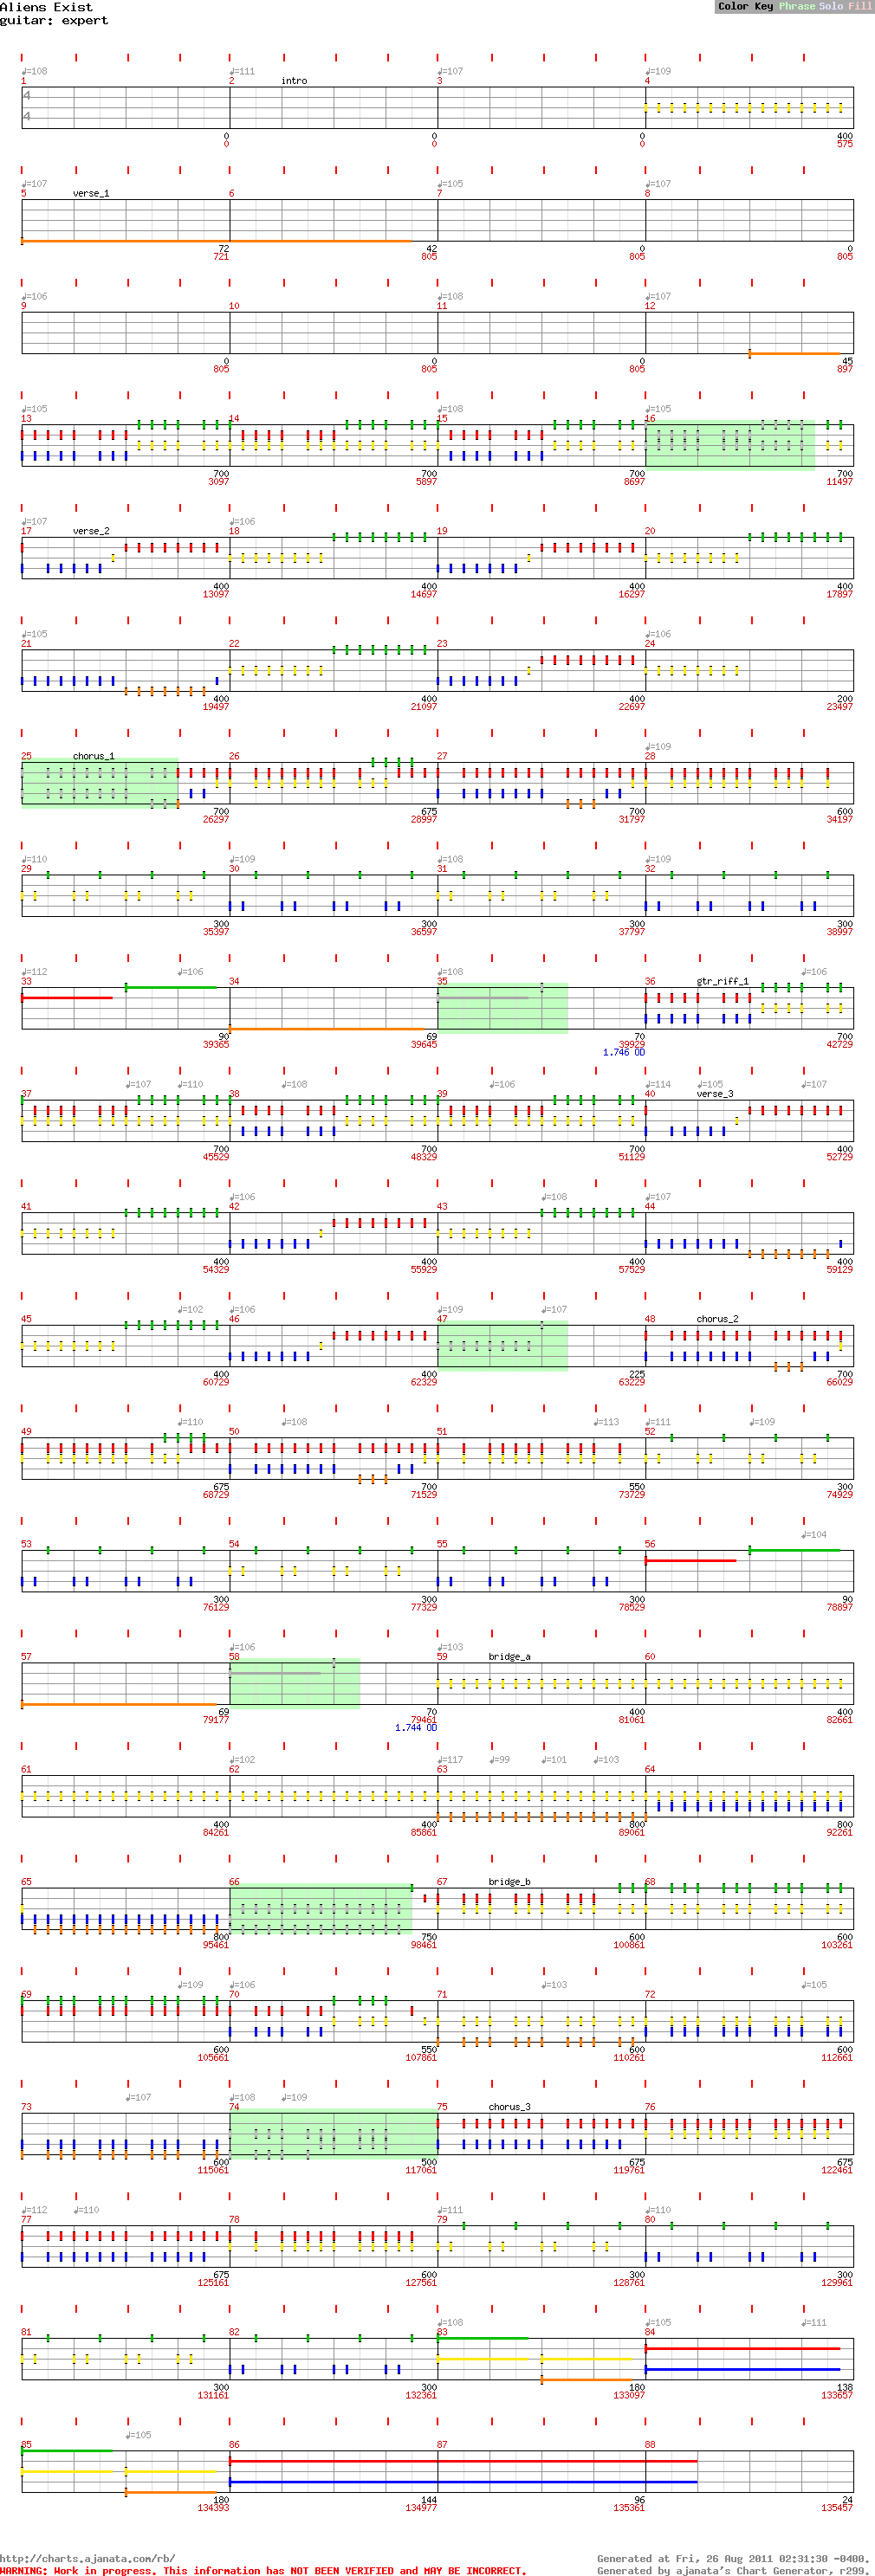 Aliens Exist
guitar: expert
Color Key Phrase Solo Fill
♩=108 ♩=111 ♩=107 ♩=109
1 2 intro 3 4
4
4
0 0 0 400
0 0 0 575
♩=107 ♩=105 ♩=107
5 verse_1 6 7 8
72 42 0 0
721 805 805 805
♩=106 ♩=108 ♩=107
9 10 11 12
0 0 0 45
805 805 805 897
♩=105 ♩=108 ♩=105
13 14 15 16
700 700 700 700
3097 5897 8697 11497
♩=107 ♩=106
17 verse_2 18 19 20
400 400 400 400
13097 14697 16297 17897
♩=105 ♩=106
21 22 23 24
400 400 400 200
19497 21097 22697 23497
♩=109
25 chorus_1 26 27 28
700 675 700 600
26297 28997 31797 34197
♩=110 ♩=109 ♩=108 ♩=109
29 30 31 32
300 300 300 300
35397 36597 37797 38997
♩=112 ♩=106 ♩=108 ♩=106
33 34 35 36 gtr_riff_1
90 69 70 700
39365 39645 39929 42729
1.746 OD
♩=107 ♩=110 ♩=108 ♩=106 ♩=114 ♩=105 ♩=107
37 38 39 40 verse_3
700 700 700 400
45529 48329 51129 52729
♩=106 ♩=108 ♩=107
41 42 43 44
400 400 400 400
54329 55929 57529 59129
♩=102 ♩=106 ♩=109 ♩=107
45 46 47 48 chorus_2
400 400 225 700
60729 62329 63229 66029
♩=110 ♩=108 ♩=113 ♩=111 ♩=109
49 50 51 52
675 700 550 300
68729 71529 73729 74929
♩=104
53 54 55 56
300 300 300 90
76129 77329 78529 78897
♩=106 ♩=103
57 58 59 bridge_a 60
69 70 400 400
79177 79461 81061 82661
1.744 OD
♩=102 ♩=117 ♩=99 ♩=101 ♩=103
61 62 63 64
400 400 800 800
84261 85861 89061 92261
65 66 67 bridge_b 68
800 750 600 600
95461 98461 100861 103261
♩=109 ♩=106 ♩=103 ♩=105
69 70 71 72
600 550 600 600
105661 107861 110261 112661
♩=107 ♩=108 ♩=109
73 74 75 chorus_3 76
600 500 675 675
115061 117061 119761 122461
♩=112 ♩=110 ♩=111 ♩=110
77 78 79 80
675 600 300 300
125161 127561 128761 129961
♩=108 ♩=105 ♩=111
81 82 83 84
300 300 180 138
131161 132361 133097 133657
♩=105
85 86 87 88
180 144 96 24
134393 134977 135361 135457
http://charts.ajanata.com/rb/
Generated at Fri, 26 Aug 2011 02:31:30 -0400.
WARNING: Work in progress. This information has NOT BEEN VERIFIED and MAY BE INCORRECT.
Generated by ajanata's Chart Generator, r299.